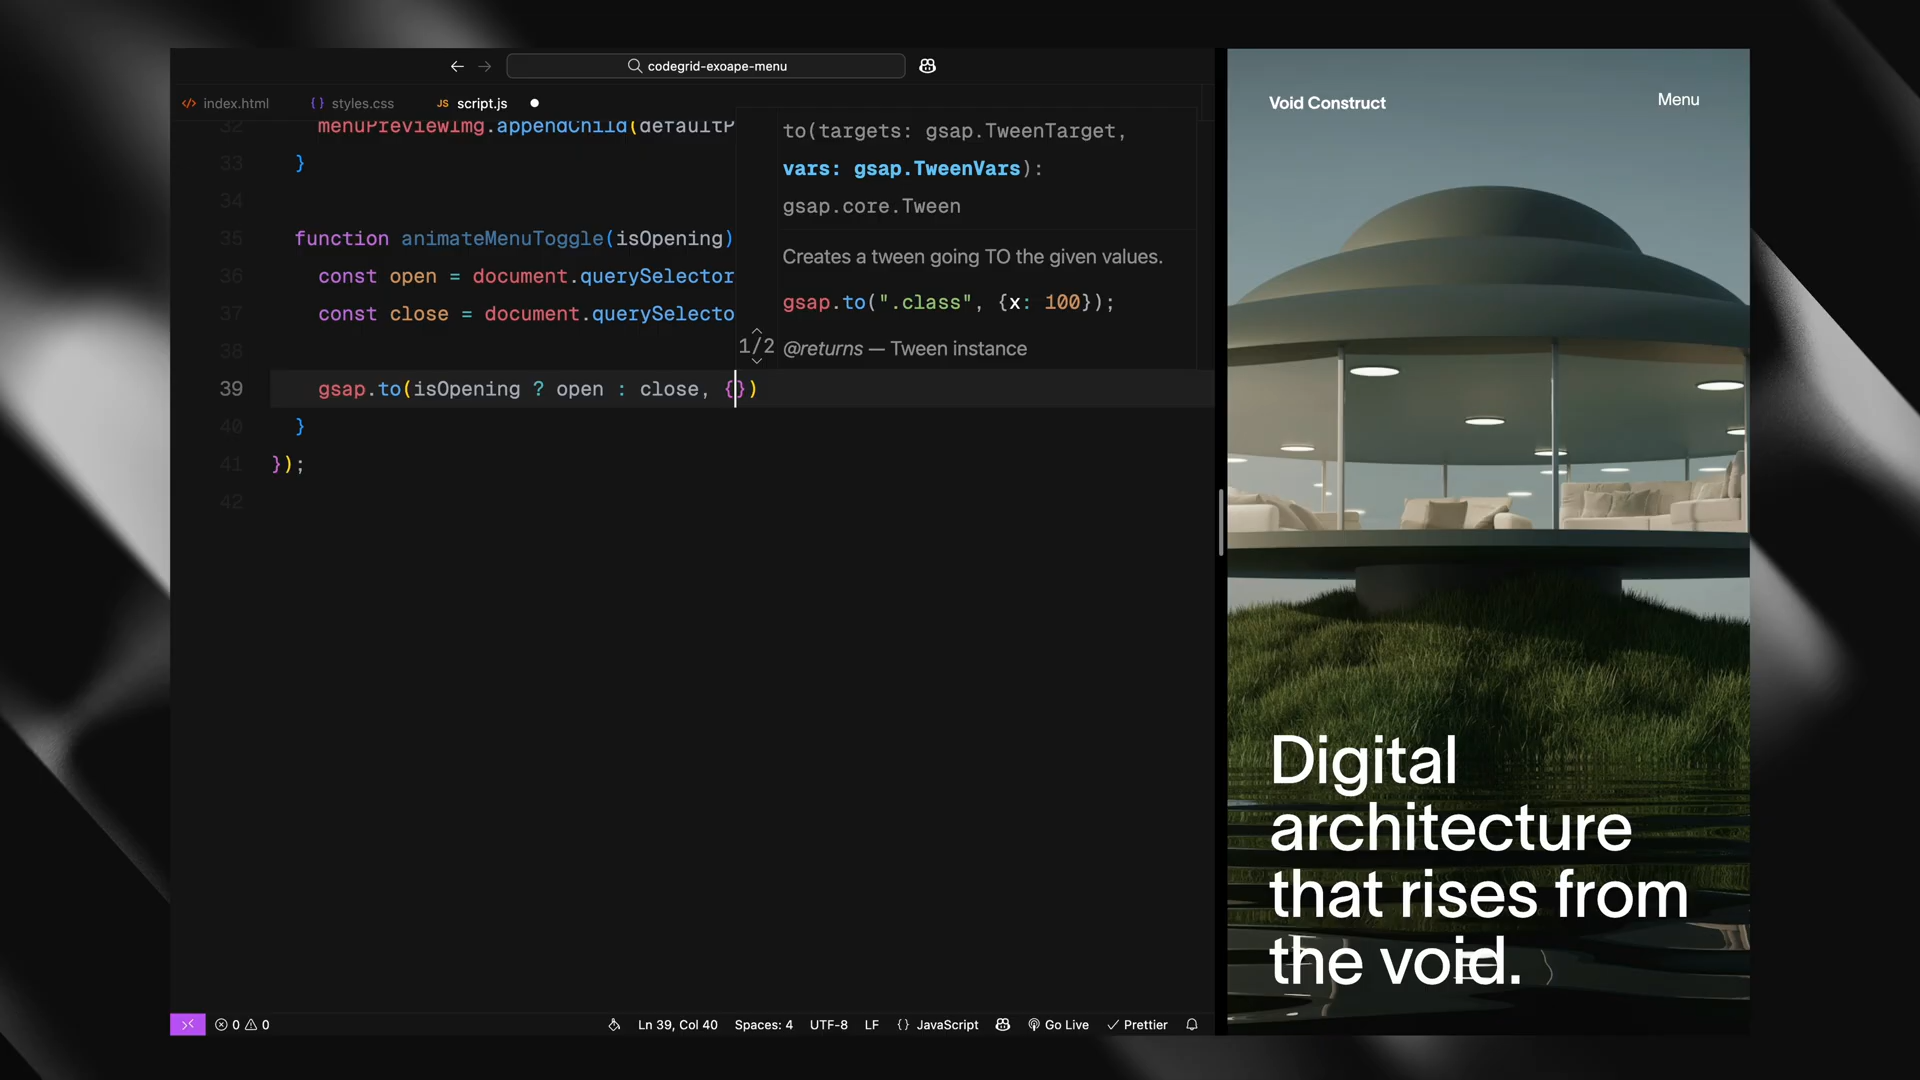 codegrid-exoape-menu
index.html
styles.css
JS script.js
32 menuPreviewImg.appendChild(defaultP
33 }
34
35 function animateMenuToggle(isOpening)
36 const open = document.querySelector
37 const close = document.querySelecto
38
39 gsap.to(isOpening ? open : close, {})
40 }
41 });
42
to(targets: gsap.TweenTarget,
vars: gsap.TweenVars):
gsap.core.Tween
Creates a tween going TO the given values.
gsap.to(".class", {x: 100});
1/2 @returns — Tween instance
0 0
Ln 39, Col 40 Spaces: 4 UTF-8 LF {} JavaScript Go Live Prettier
Void Construct
Menu
Digital
architecture
that rises from
the void.